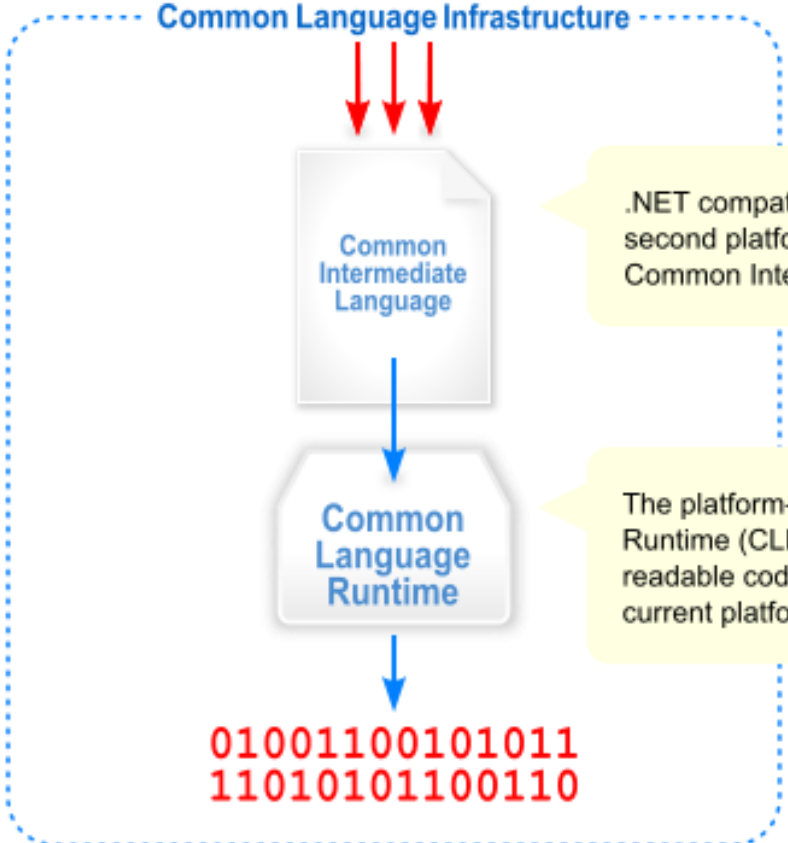 Common Language Infrastructure
Common
Intermediate
Language
.NET compat
second platfo
Common Inte
Common
Language
Runtime
The platform-
Runtime (CL
readable cod
current platfo
01001100101011
11010101100110